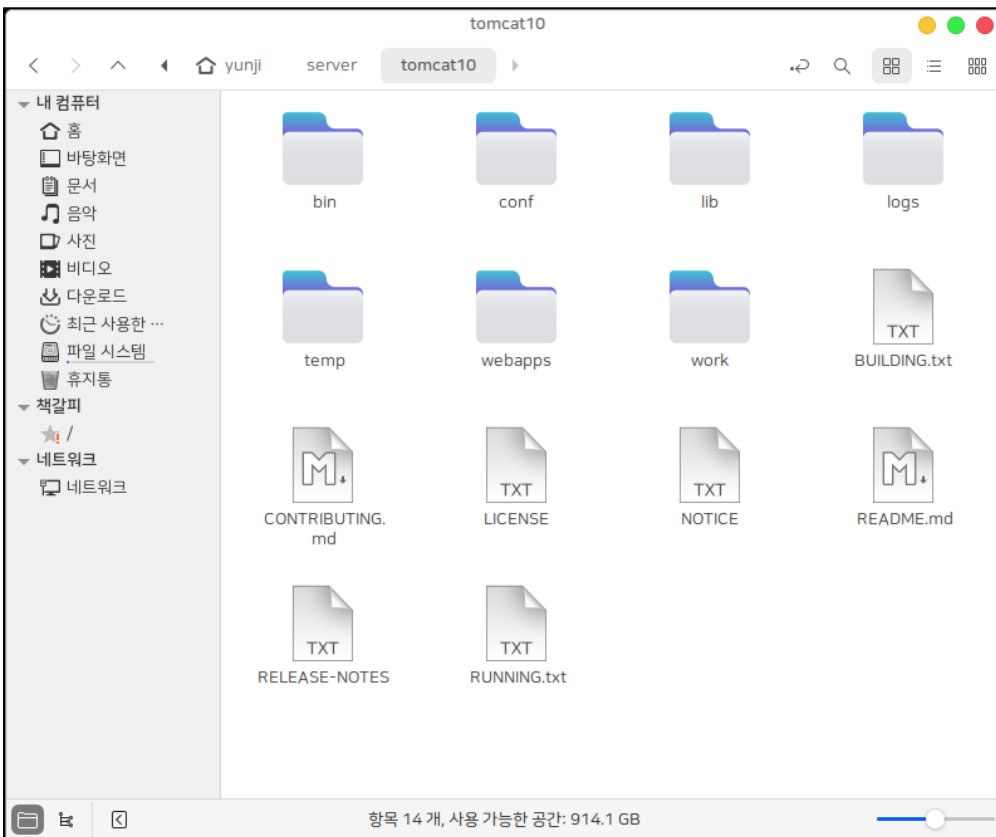 tomcat10
yunji server tomcat10
내 컴퓨터
홈
바탕화면
문서
음악
사진
비디오
다운로드
최근 사용한 …
파일 시스템
휴지통
책갈피
/
네트워크
네트워크
bin conf lib logs
TXT
temp webapps work BUILDING.txt
TXT TXT
CONTRIBUTING.
md
LICENSE NOTICE README.md
TXT TXT
RELEASE-NOTES RUNNING.txt
항목 14 개, 사용 가능한 공간: 914.1 GB